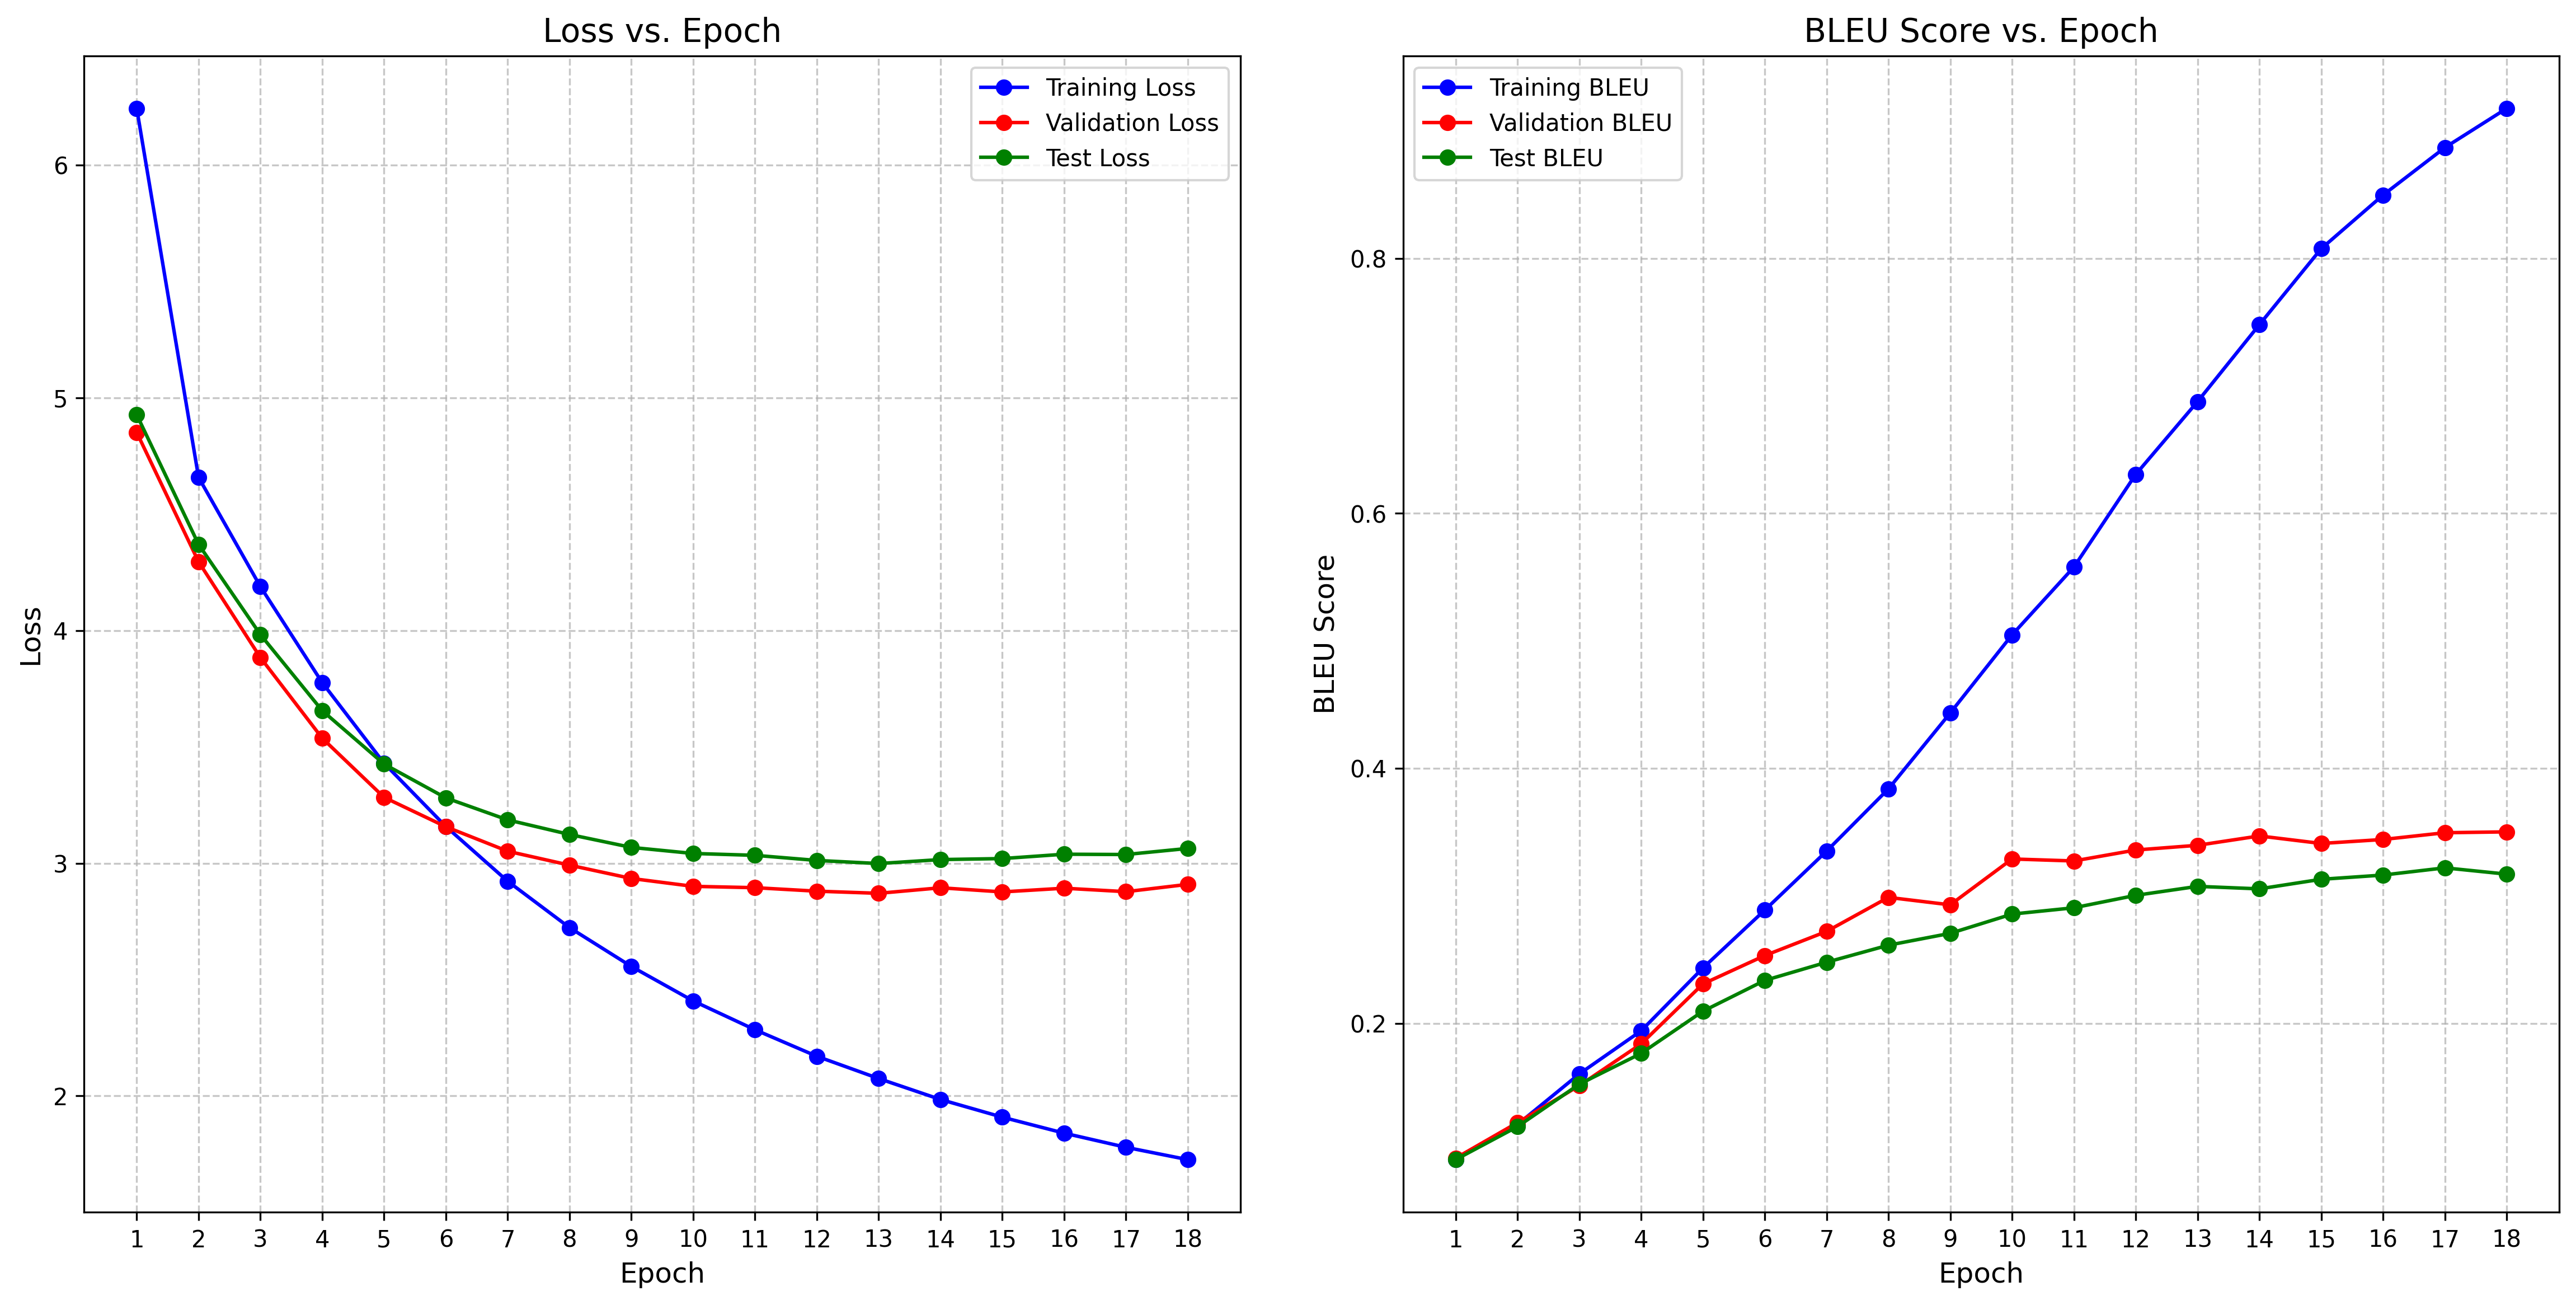 Loss vs. Epoch
Training Loss
Validation Loss
Test Loss
6
5
4
3
2
Loss
1 2 3 4 5 6 7 8 9 10 11 12 13 14 15 16 17 18
Epoch
BLEU Score vs. Epoch
Training BLEU
Validation BLEU
Test BLEU
0.8
0.6
0.4
0.2
BLEU Score
1 2 3 4 5 6 7 8 9 10 11 12 13 14 15 16 17 18
Epoch